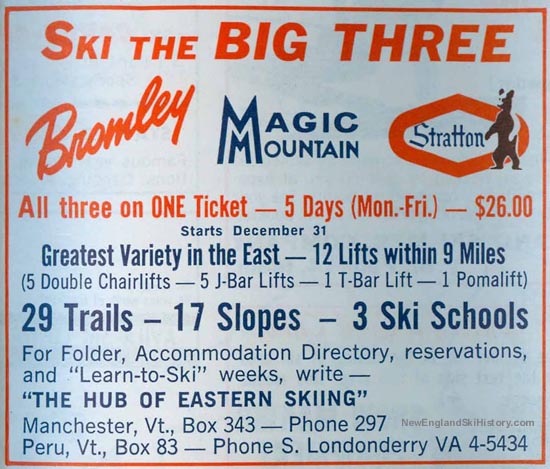 SKI THE BIG THREE
Bromley
MAGIC
MOUNTAIN
Stratton
All three on ONE Ticket — 5 Days (Mon.-Fri.) — $26.00
Starts December 31
Greatest Variety in the East — 12 Lifts within 9 Miles
(5 Double Chairlifts — 5 J-Bar Lifts — 1 T-Bar Lift — 1 Pomalift)
29 Trails – 17 Slopes – 3 Ski Schools
For Folder, Accommodation Directory, reservations,
and “Learn-to-Ski” weeks, write —
"THE HUB OF EASTERN SKIING"
NewEnglandSkiHistory.com
Manchester, Vt., Box 343 — Phone 297
Peru, Vt., Box 83 — Phone S. Londonderry VA 4-5434